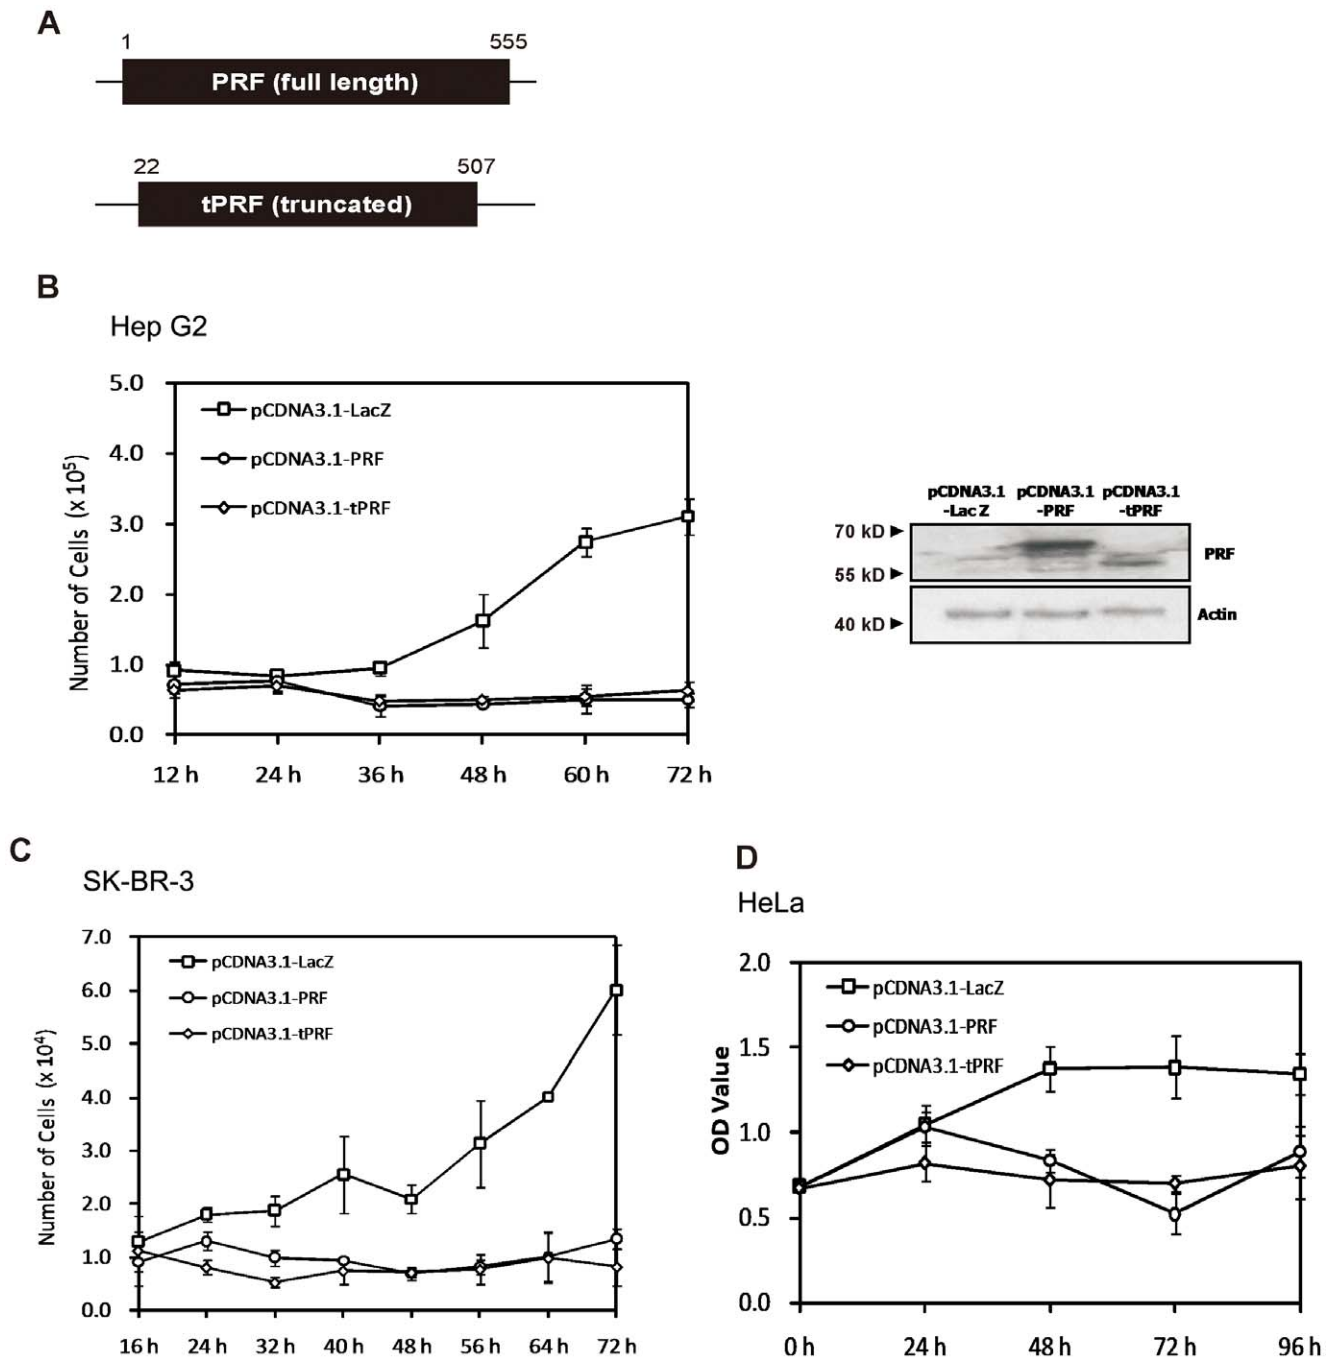 A
1 555
PRF (full length)
22 507
tPRF (truncated)
B
Hep G2
5.0
4.0
3.0
2.0
1.0
0.0
Number of Cells (x 10⁵)
pCDNA3.1-LacZ
pCDNA3.1-PRF
pCDNA3.1-tPRF
12 h 24 h 36 h 48 h 60 h 72 h
pCDNA3.1 pCDNA3.1 pCDNA3.1
-Lac Z -PRF -tPRF
70 kD
55 kD
PRF
40 kD
Actin
C
SK-BR-3
7.0
6.0
5.0
4.0
3.0
2.0
1.0
0.0
Number of Cells (x 10⁴)
pCDNA3.1-LacZ
pCDNA3.1-PRF
pCDNA3.1-tPRF
16 h 24 h 32 h 40 h 48 h 56 h 64 h 72 h
D
HeLa
2.0
1.5
1.0
0.5
0.0
OD Value
pCDNA3.1-LacZ
pCDNA3.1-PRF
pCDNA3.1-tPRF
0 h 24 h 48 h 72 h 96 h